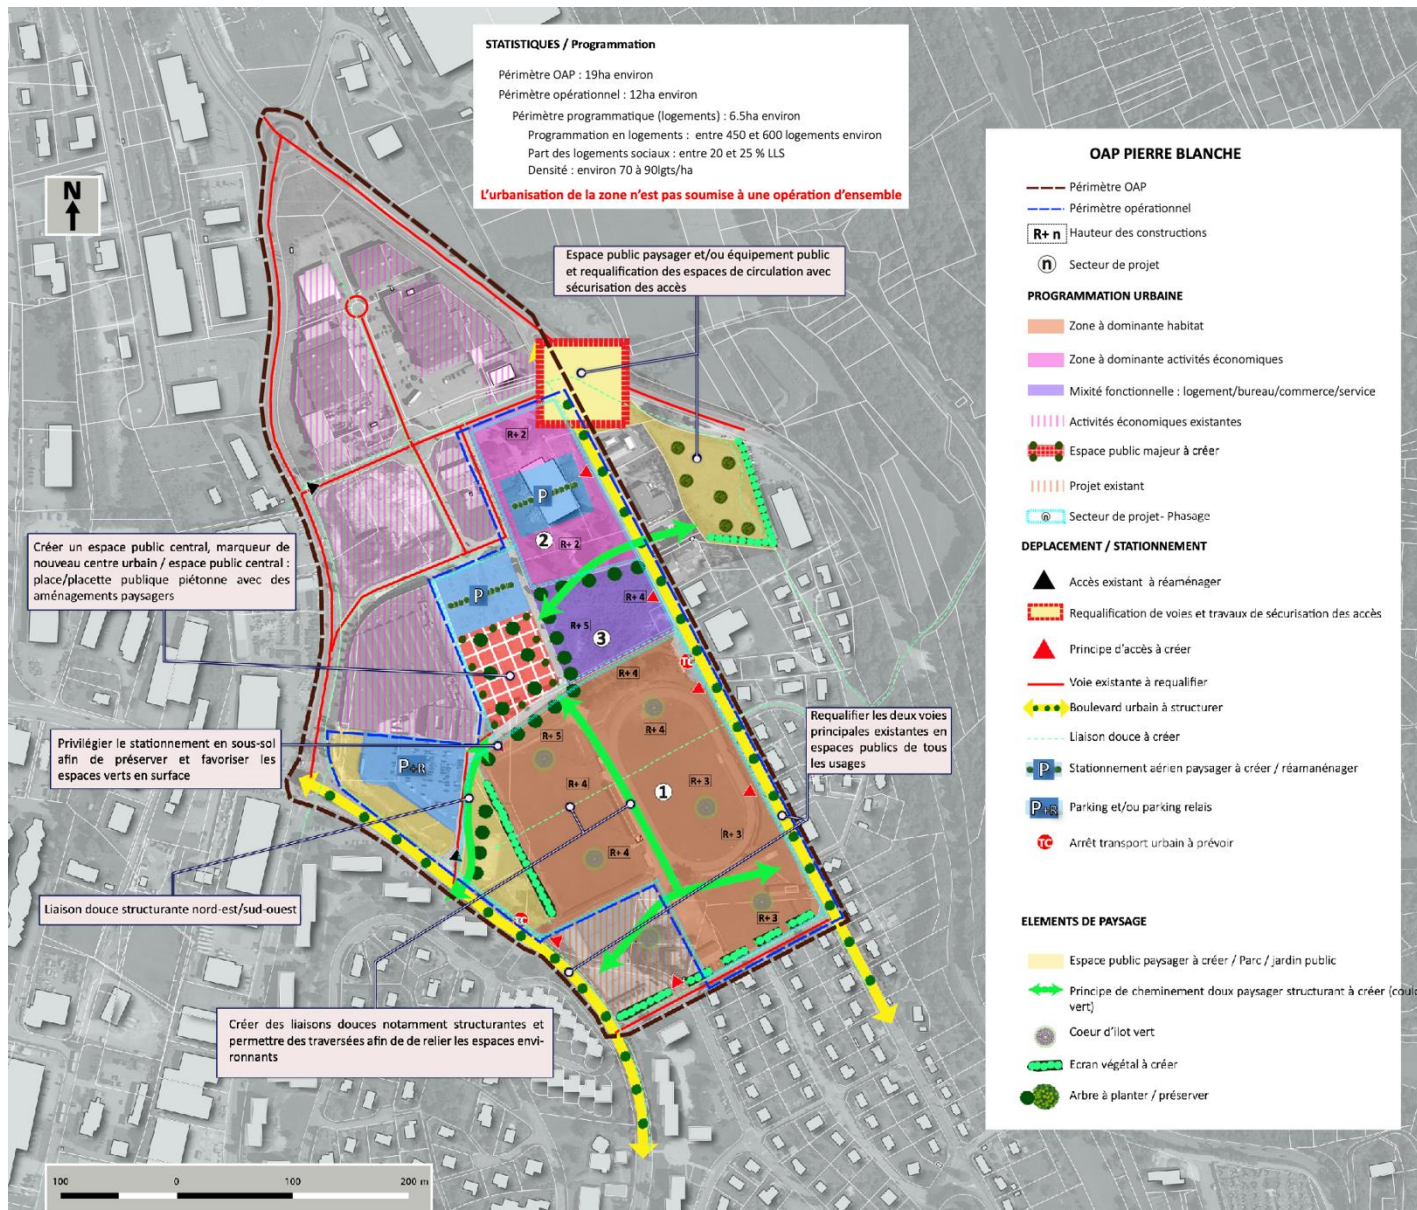 STATISTIQUES / Programmation
Périmètre OAP : 19ha environ
Périmètre opérationnel : 12ha environ
Périmètre programmatique (logements) : 6.5ha environ
Programmation en logements : entre 450 et 600 logements environ
Part des logements sociaux : entre 20 et 25 % LLS
Densité : environ 70 à 90lgts/ha
L'urbanisation de la zone n'est pas soumise à une opération d'ensemble
N
Espace public paysager et/ou équipement public
et requalification des espaces de circulation avec
sécurisation des accès
R+ 2
P
2
R+ 2
Créer un espace public central, marqueur de
nouveau centre urbain / espace public central :
place/placette publique piétonne avec des
aménagements paysagers
P
R+ 4
R+ 5
3
TC
R+ 4
R+ 4
R+ 5
Privilégier le stationnement en sous-sol
afin de préserver et favoriser les
espaces verts en surface
P+R
Requalifier les deux voies
principales existantes en
espaces publics de tous
les usages
R+ 4
1
R+ 3
R+ 3
R+ 4
Liaison douce structurante nord-est/sud-ouest
TC
R+ 3
Créer des liaisons douces notamment structurantes et
permettre des traversées afin de de relier les espaces envi-
ronnants
100 0 100 200 m
OAP PIERRE BLANCHE
Périmètre OAP
Périmètre opérationnel
R+ n Hauteur des constructions
n Secteur de projet
PROGRAMMATION URBAINE
Zone à dominante habitat
Zone à dominante activités économiques
Mixité fonctionnelle : logement/bureau/commerce/service
Activités économiques existantes
Espace public majeur à créer
Projet existant
n Secteur de projet- Phasage
DEPLACEMENT / STATIONNEMENT
Accès existant à réaménager
Requalification de voies et travaux de sécurisation des accès
Principe d'accès à créer
Voie existante à requalifier
Boulevard urbain à structurer
Liaison douce à créer
P Stationnement aérien paysager à créer / réamanénager
P+R Parking et/ou parking relais
TC Arrêt transport urbain à prévoir
ELEMENTS DE PAYSAGE
Espace public paysager à créer / Parc / jardin public
Principe de cheminement doux paysager structurant à créer (coulo
vert)
Coeur d'ilot vert
Ecran végétal à créer
Arbre à planter / préserver